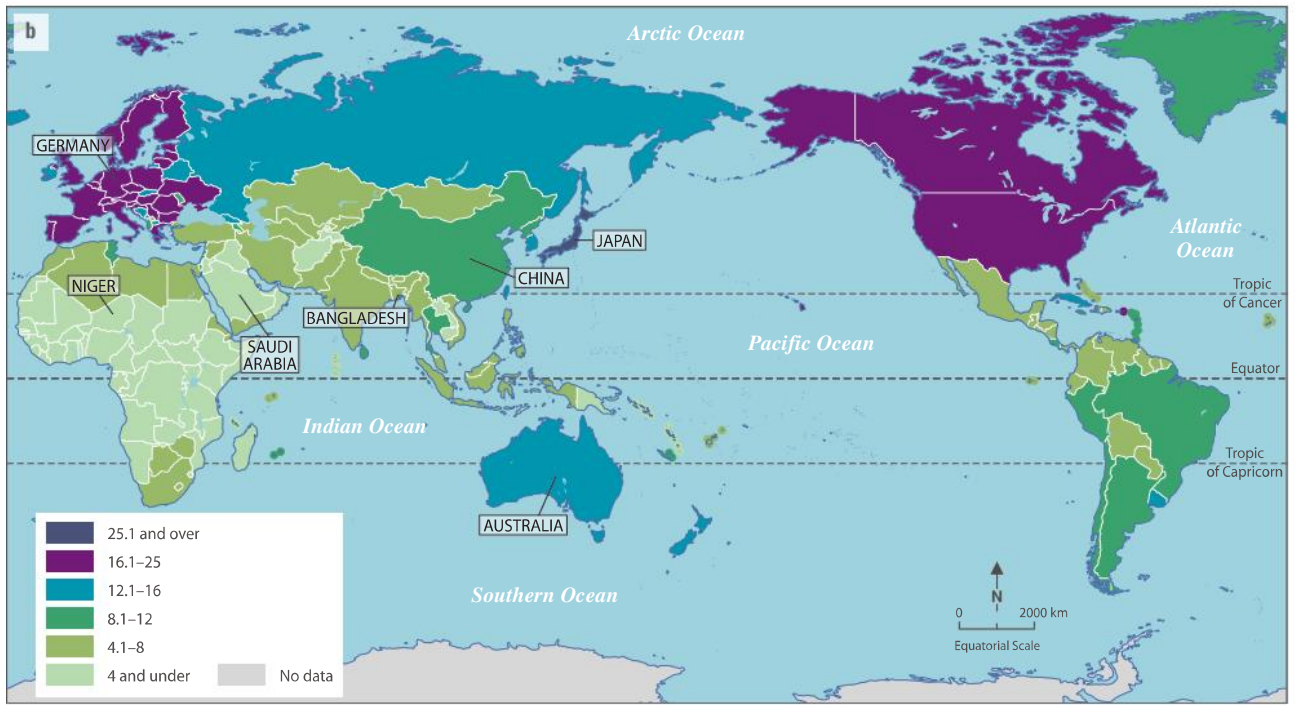 b
Arctic Ocean
GERMANY
JAPAN
Atlantic
Ocean
CHINA
NIGER
Tropic
of Cancer
BANGLADESH
SAUDI
ARABIA
Pacific Ocean
Equator
Indian Ocean
Tropic
of Capricorn
AUSTRALIA
25.1 and over
16.1–25
12.1–16
8.1–12
4.1–8
4 and under
No data
Southern Ocean
N
0 2000 km
Equatorial Scale